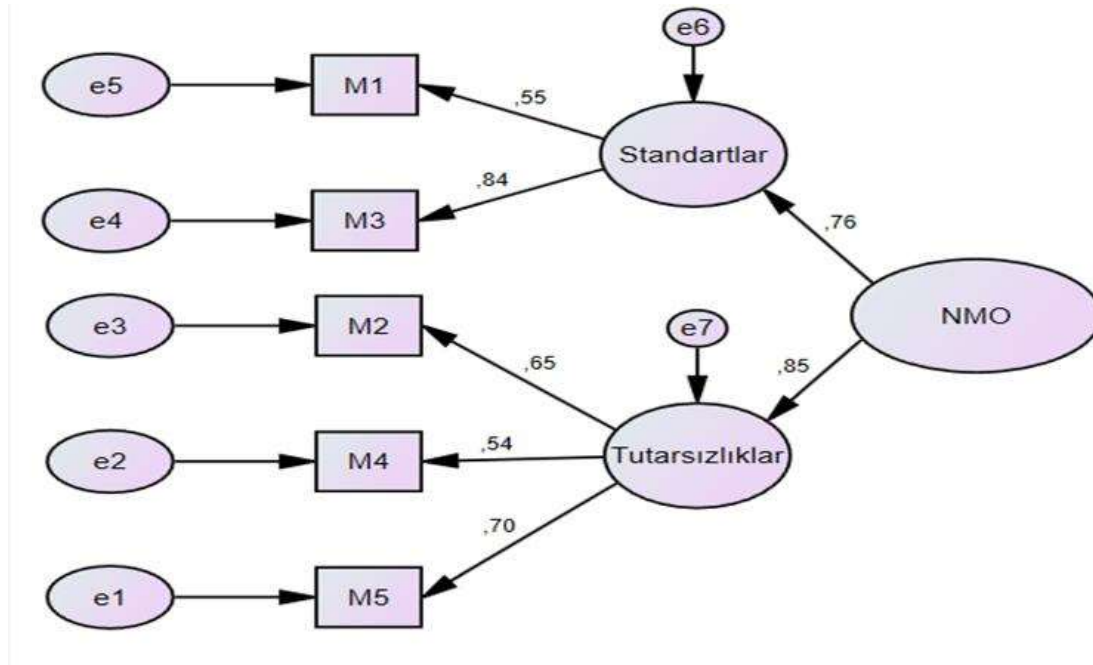 e6
e5
M1
,55
Standartlar
,84
e4
M3
,76
e3
M2
e7
NMO
,65
,85
e2
M4
,54
Tutarsızlıklar
,70
e1
M5